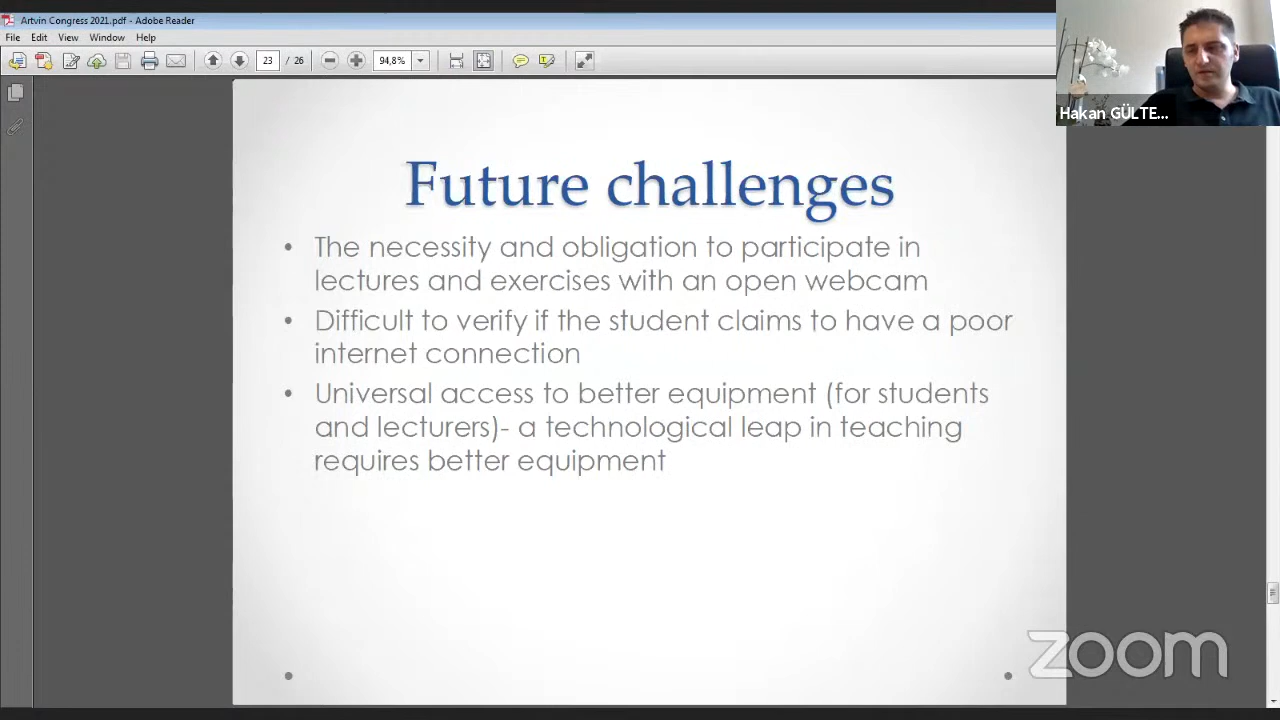 Artvin Congress 2021.pdf - Adobe Reader
File Edit View Window Help
23 / 26 94,8%
Hakan GÜLTE...
Future challenges
• The necessity and obligation to participate in
lectures and exercises with an open webcam
• Difficult to verify if the student claims to have a poor
internet connection
• Universal access to better equipment (for students
and lecturers)- a technological leap in teaching
requires better equipment
zoom